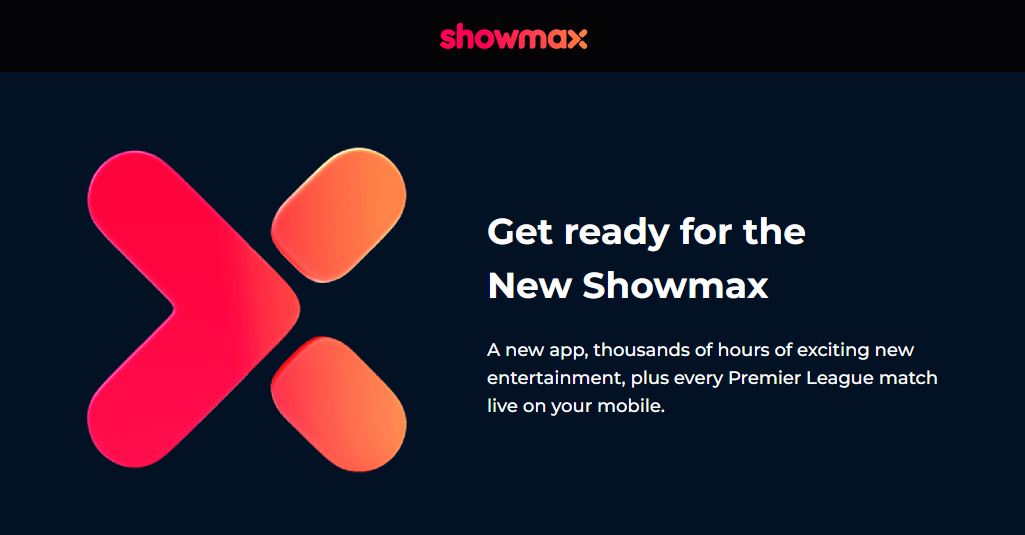 showmax
Get ready for the
New Showmax
A new app, thousands of hours of exciting new
entertainment, plus every Premier League match
live on your mobile.